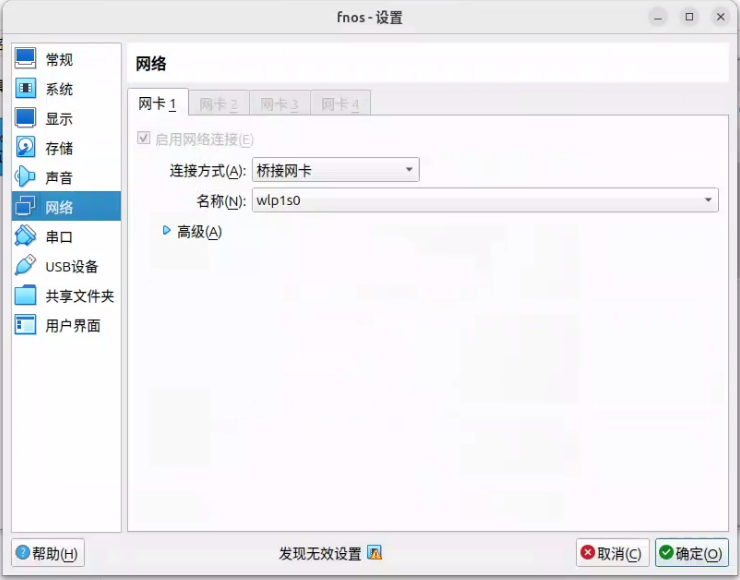 fnos - 设置
常规
系统
显示
存储
声音
网络
串口
USB设备
共享文件夹
用户界面
网络
网卡 1 网卡 2 网卡 3 网卡 4
启用网络连接(E)
连接方式(A): 桥接网卡
名称(N): wlp1s0
高级(A)
帮助(H) 发现无效设置 取消(C) 确定(O)